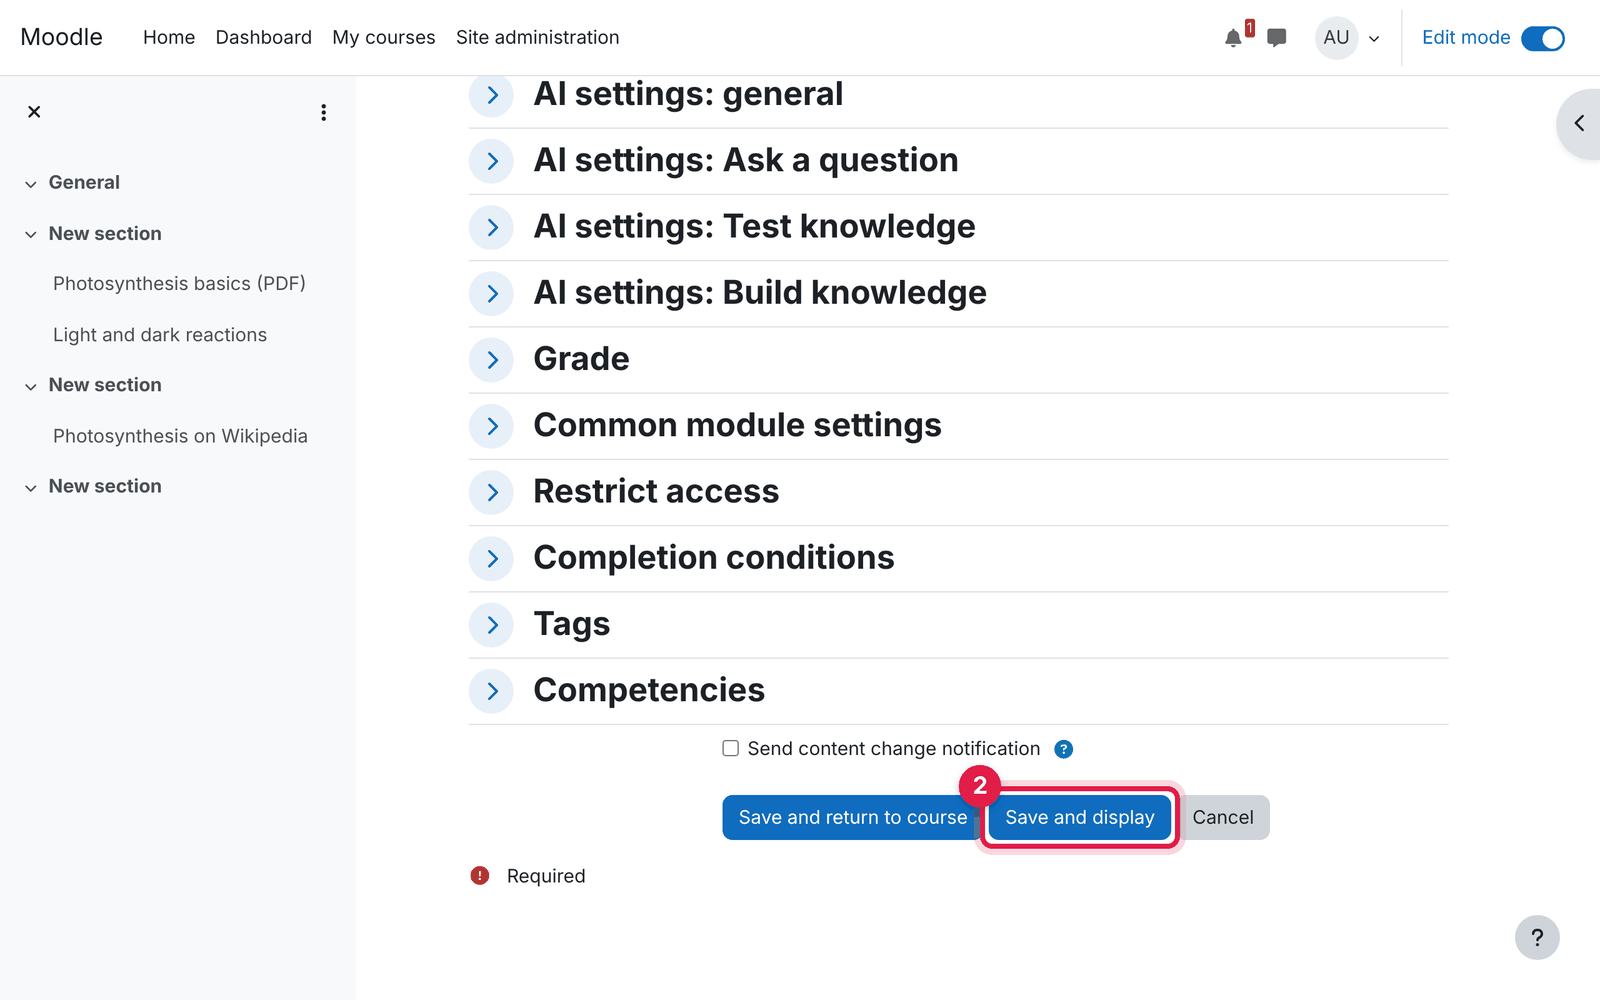 Moodle Home Dashboard My courses Site administration 1 AU Edit mode
General
New section
Photosynthesis basics (PDF)
Light and dark reactions
New section
Photosynthesis on Wikipedia
New section
AI settings: general
AI settings: Ask a question
AI settings: Test knowledge
AI settings: Build knowledge
Grade
Common module settings
Restrict access
Completion conditions
Tags
Competencies
Send content change notification ?
2
Save and return to course Save and display Cancel
! Required
?